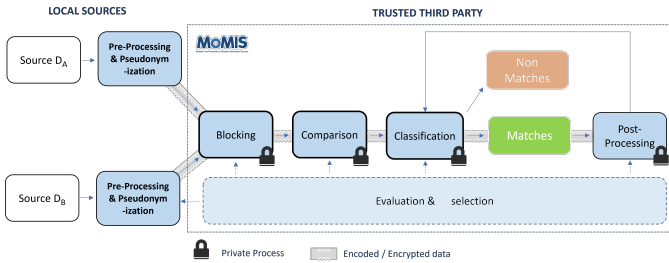 LOCAL SOURCES
TRUSTED THIRD PARTY
MOMIS
Source DA
Pre-Processing
& Pseudonym
-ization
Non
Matches
Blocking
Comparison
Classification
Matches
Post-
Processing
Source DB
Pre-Processing
& Pseudonym
-ization
Evaluation & selection
Private Process
Encoded / Encrypted data